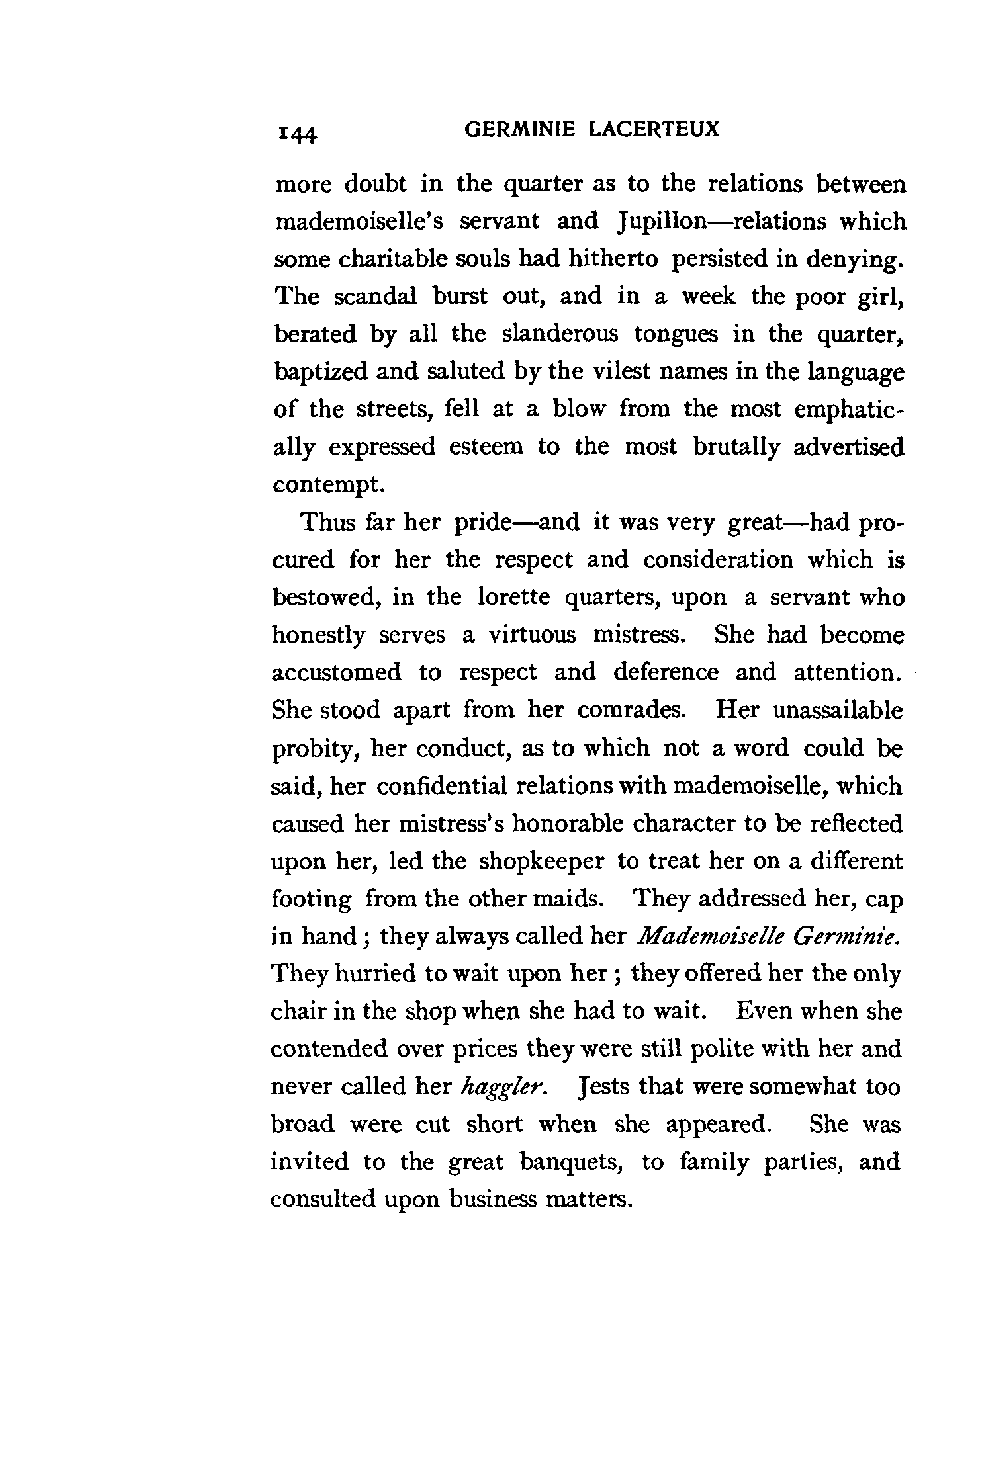 144 GERMINIE LACERTEUX
more doubt in the quarter as to the relations between
mademoiselle's servant and Jupillon—relations which
some charitable souls had hitherto persisted in denying.
The scandal burst out, and in a week the poor girl,
berated by all the slanderous tongues in the quarter,
baptized and saluted by the vilest names in the language
of the streets, fell at a blow from the most emphatic-
ally expressed esteem to the most brutally advertised
contempt.
Thus far her pride—and it was very great—had pro-
cured for her the respect and consideration which is
bestowed, in the lorette quarters, upon a servant who
honestly serves a virtuous mistress. She had become
accustomed to respect and deference and attention.
She stood apart from her comrades. Her unassailable
probity, her conduct, as to which not a word could be
said, her confidential relations with mademoiselle, which
caused her mistress's honorable character to be reflected
upon her, led the shopkeeper to treat her on a different
footing from the other maids. They addressed her, cap
in hand; they always called her Mademoiselle Germinie.
They hurried to wait upon her; they offered her the only
chair in the shop when she had to wait. Even when she
contended over prices they were still polite with her and
never called her haggler. Jests that were somewhat too
broad were cut short when she appeared. She was
invited to the great banquets, to family parties, and
consulted upon business matters.